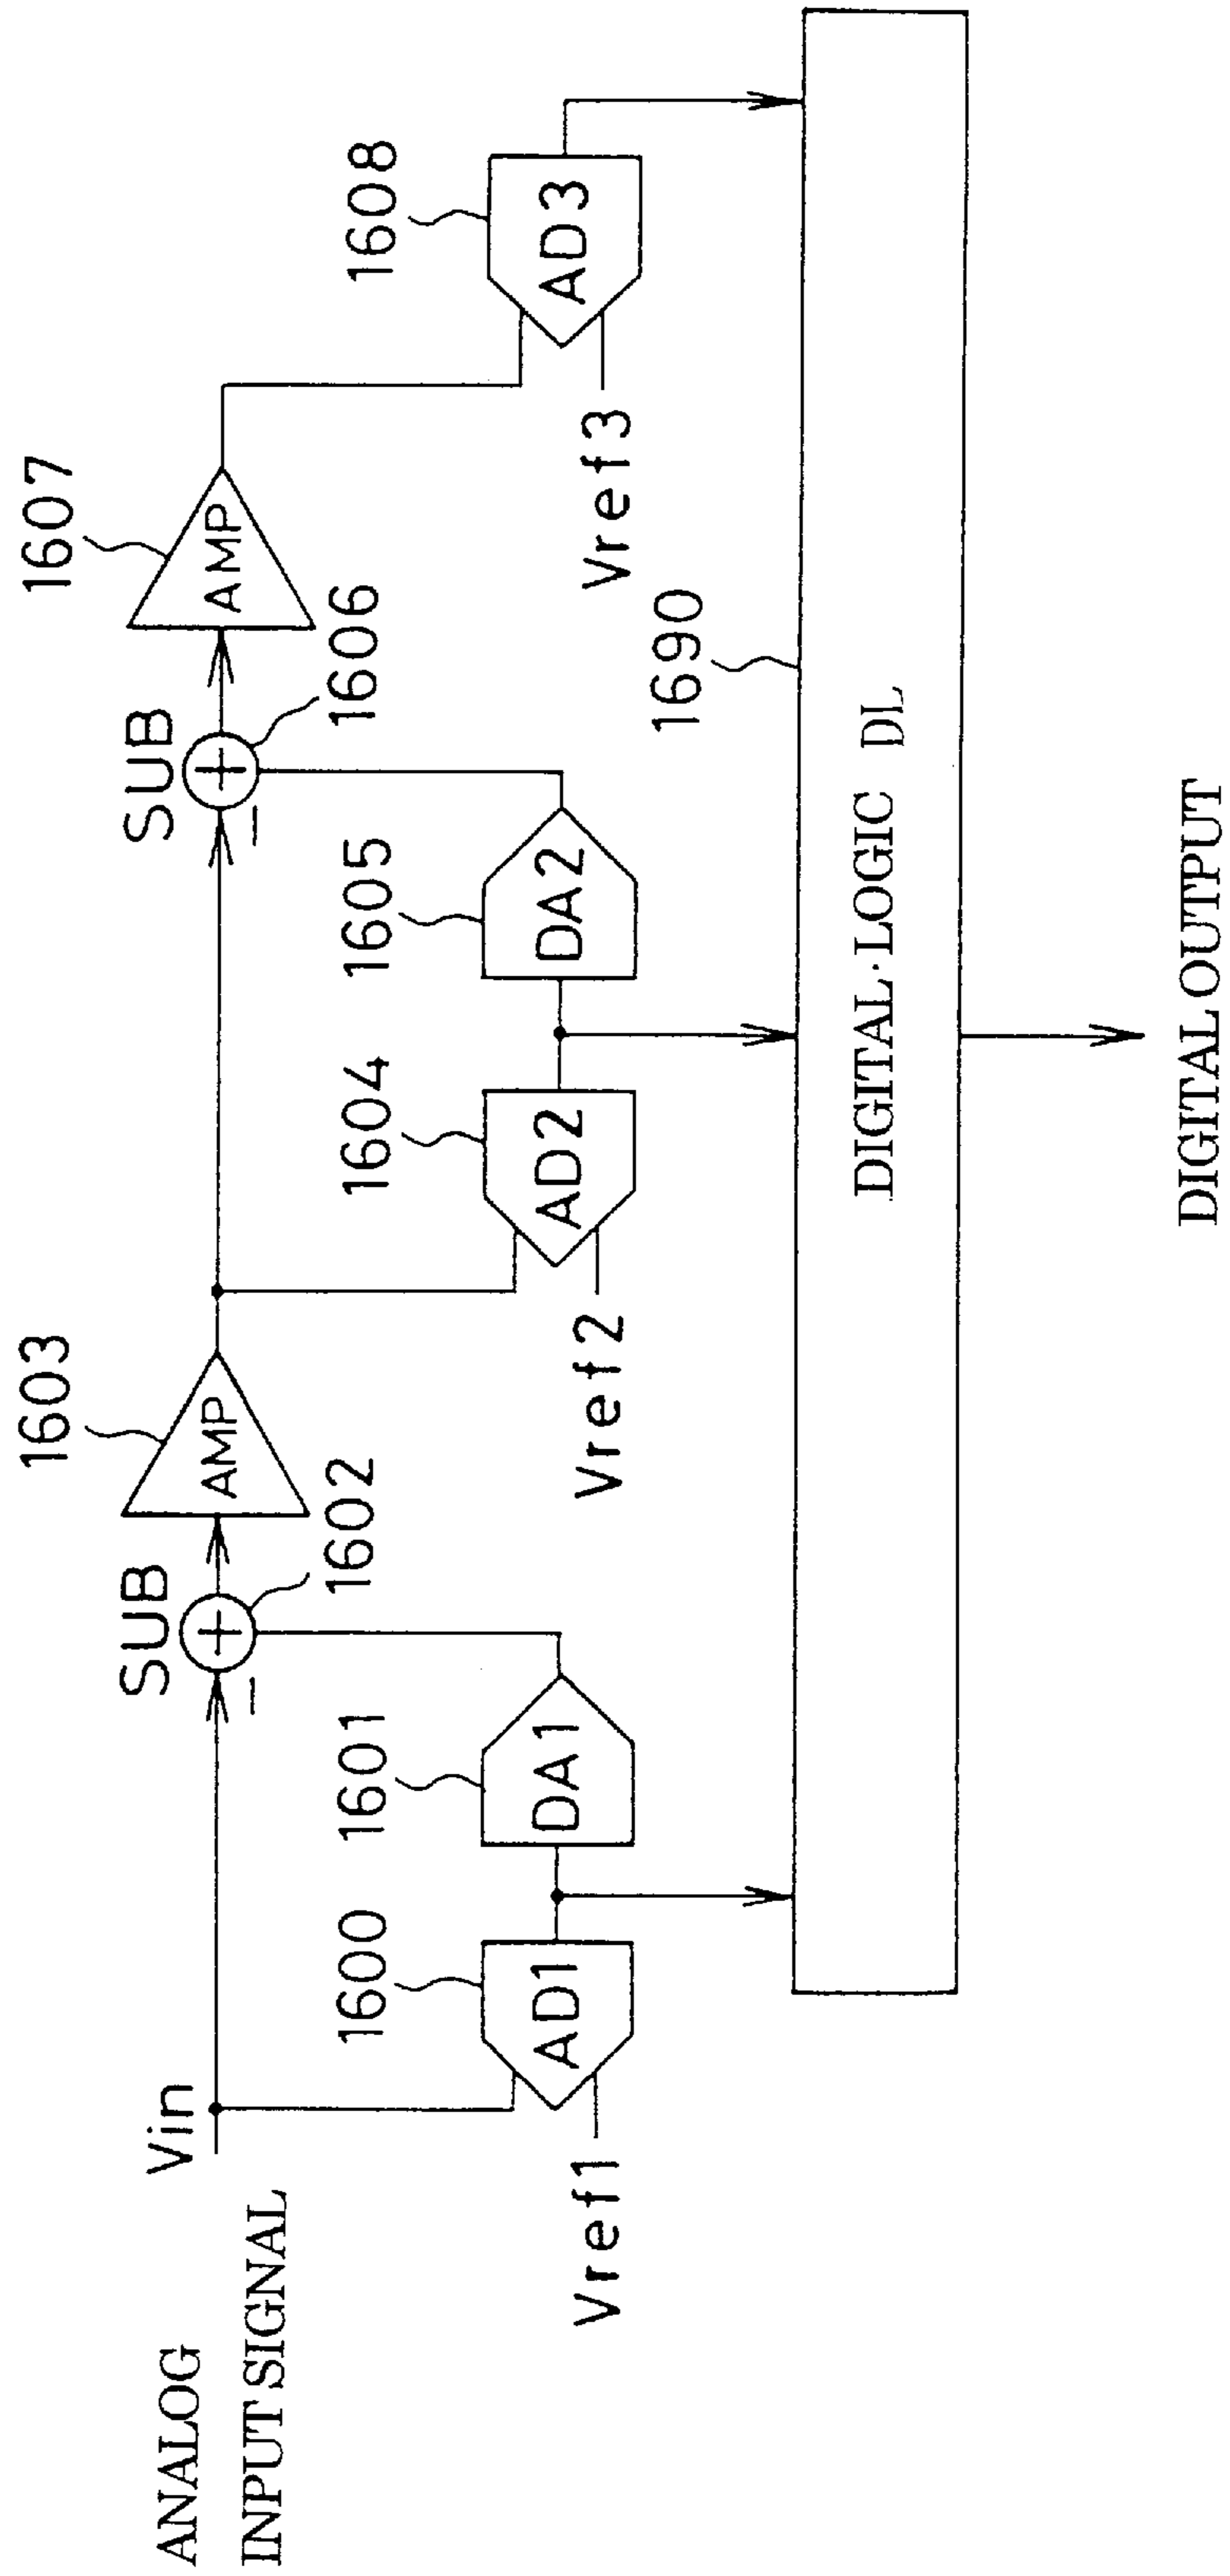 ANALOG
INPUT SIGNAL
Vin
SUB
1602
1603
AMP
SUB
1606
1607
AMP
1600
AD1
Vref1
1601
DA1
1604
AD2
Vref2
1605
DA2
1608
AD3
Vref3
1690
DIGITAL·LOGIC DL
DIGITAL OUTPUT